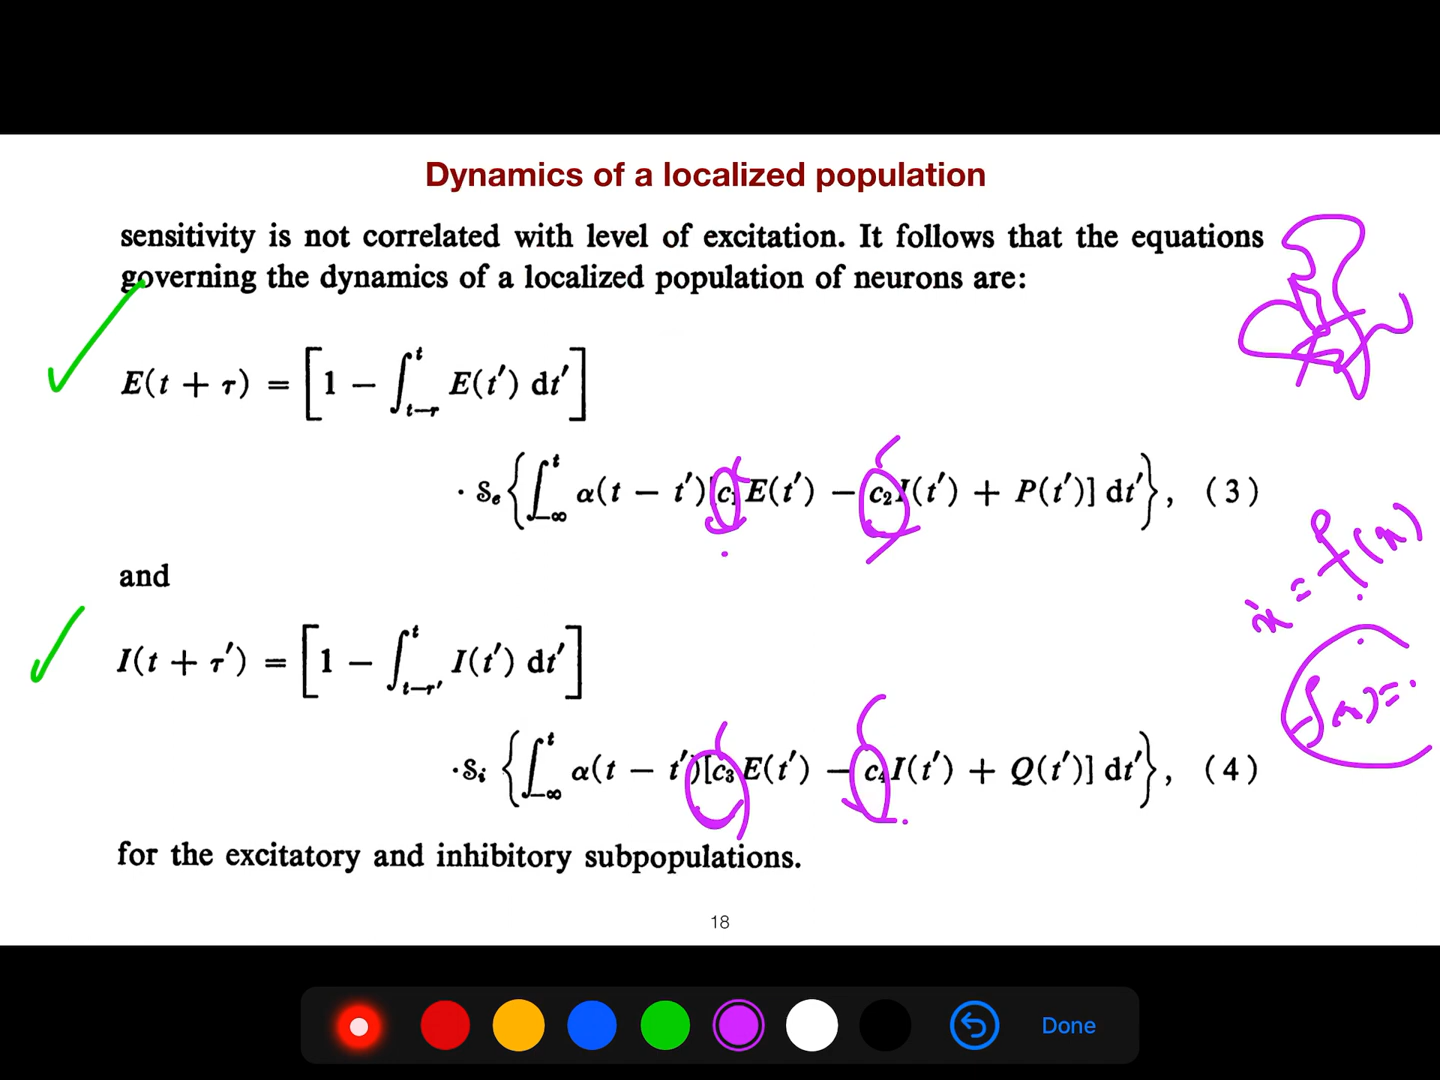 Dynamics of a localized population
sensitivity is not correlated with level of excitation. It follows that the equations
governing the dynamics of a localized population of neurons are:
E(t + τ) = [1 − ∫_{t−r}^{t} E(t′) dt′]
· 𝒮ₑ{∫_{−∞}^{t} α(t − t′)[c₁E(t′) − c₂I(t′) + P(t′)] dt′}, (3)
ẋ = f(x)
and
I(t + τ′) = [1 − ∫_{t−r′}^{t} I(t′) dt′]
f(x)=
· 𝒮ᵢ {∫_{−∞}^{t} α(t − t′)[c₃E(t′) − c₄I(t′) + Q(t′)] dt′}, (4)
for the excitatory and inhibitory subpopulations.
18
Done